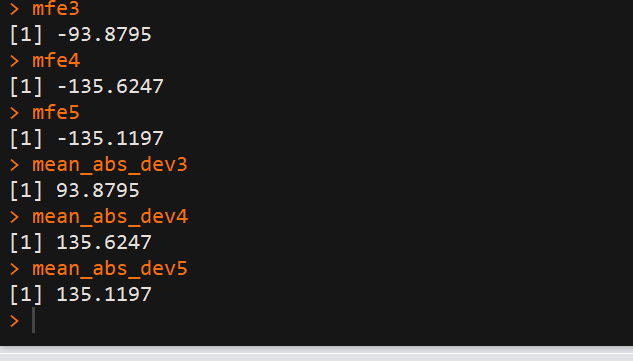 > mfe3
[1] -93.8795
> mfe4
[1] -135.6247
> mfe5
[1] -135.1197
> mean_abs_dev3
[1] 93.8795
> mean_abs_dev4
[1] 135.6247
> mean_abs_dev5
[1] 135.1197
>